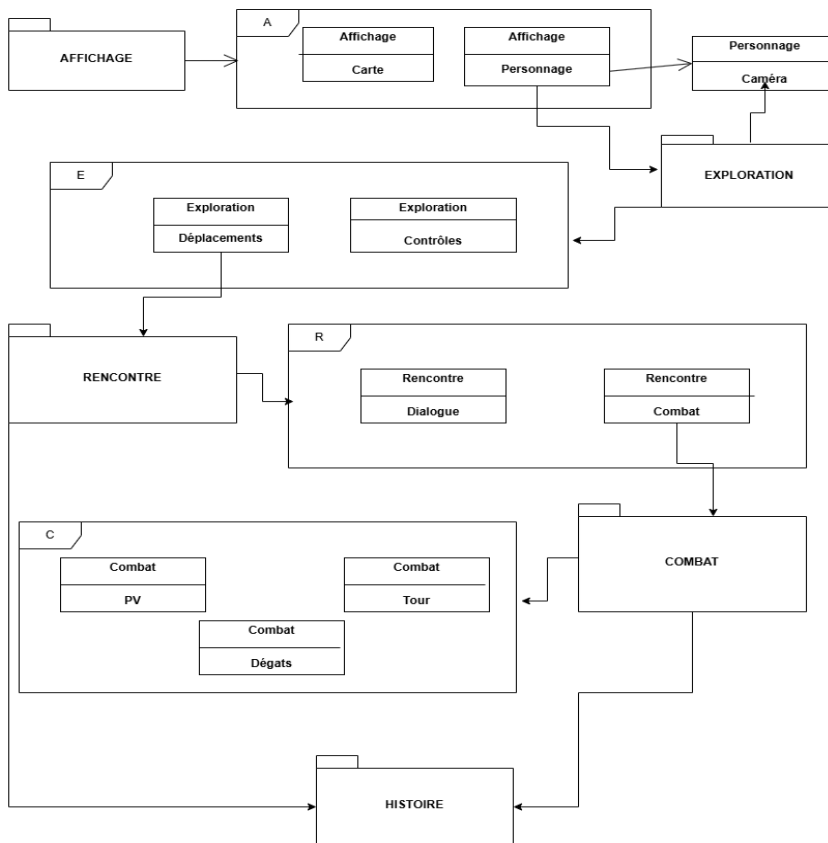 A
Affichage
Affichage
Personnage
AFFICHAGE
Carte
Personnage
Caméra
E
EXPLORATION
Exploration
Exploration
Déplacements
Contrôles
R
RENCONTRE
Rencontre
Rencontre
Dialogue
Combat
C
COMBAT
Combat
Combat
PV
Tour
Combat
Dégats
HISTOIRE